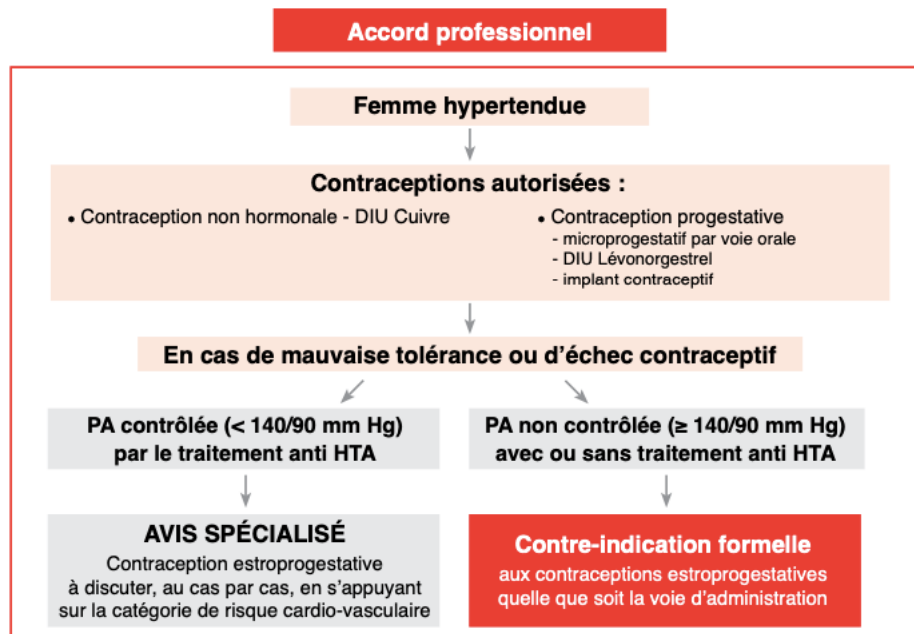 Accord professionnel
Femme hypertendue
Contraceptions autorisées :
• Contraception non hormonale - DIU Cuivre
• Contraception progestative
- microprogestatif par voie orale
- DIU Lévonorgestrel
- implant contraceptif
En cas de mauvaise tolérance ou d'échec contraceptif
PA contrôlée (< 140/90 mm Hg)
par le traitement anti HTA
PA non contrôlée (≥ 140/90 mm Hg)
avec ou sans traitement anti HTA
AVIS SPÉCIALISÉ
Contraception estroprogestative
à discuter, au cas par cas, en s'appuyant
sur la catégorie de risque cardio-vasculaire
Contre-indication formelle
aux contraceptions estroprogestatives
quelle que soit la voie d'administration